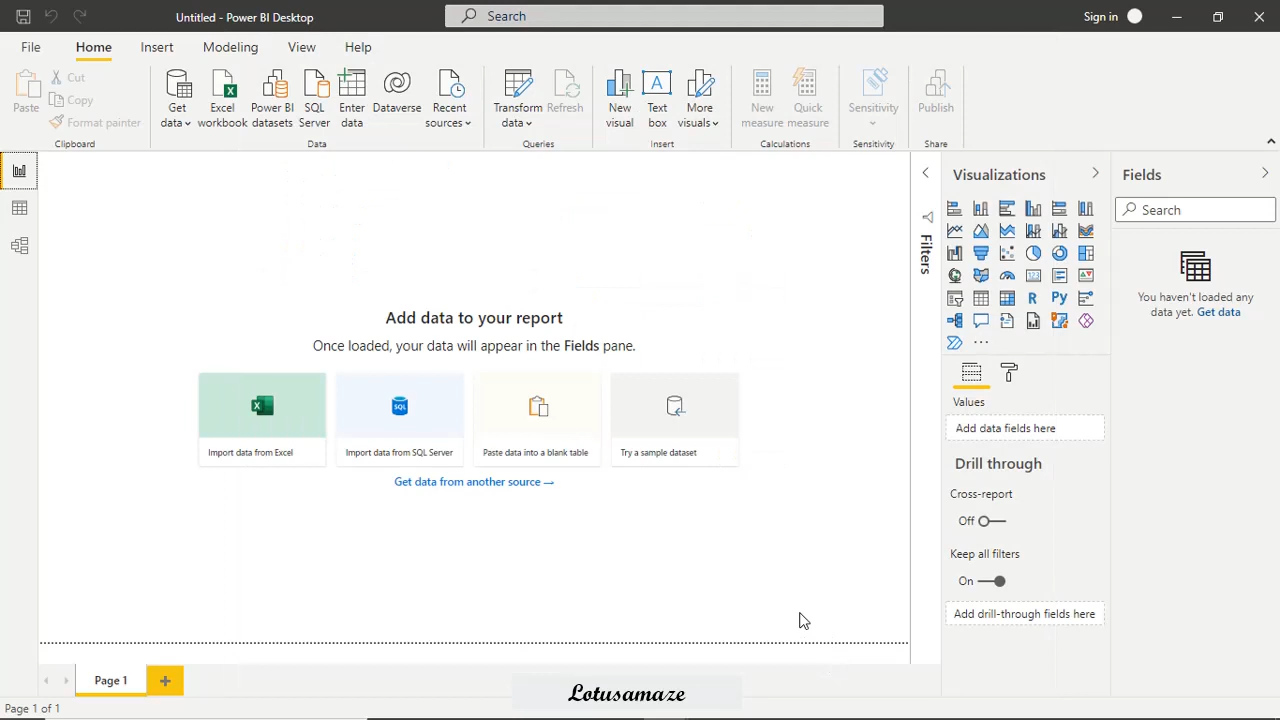 Untitled - Power BI Desktop
Search
Sign in
File
Home
Insert
Modeling
View
Help
Paste
Cut
Copy
Format painter
Clipboard
Get data
Excel workbook
Power BI datasets
SQL Server
Enter data
Dataverse
Recent sources
Data
Transform data
Refresh
Queries
New visual
Text box
More visuals
Insert
New measure
Quick measure
Calculations
Sensitivity
Sensitivity
Publish
Share
Filters
Visualizations
R
Py
123
Values
Add data fields here
Drill through
Cross-report
Off
Keep all filters
On
Add drill-through fields here
Fields
Search
You haven't loaded any
data yet. Get data
Add data to your report
Once loaded, your data will appear in the Fields pane.
SQL
Import data from Excel
Import data from SQL Server
Paste data into a blank table
Try a sample dataset
Get data from another source →
Page 1
Page 1 of 1
Lotusamaze